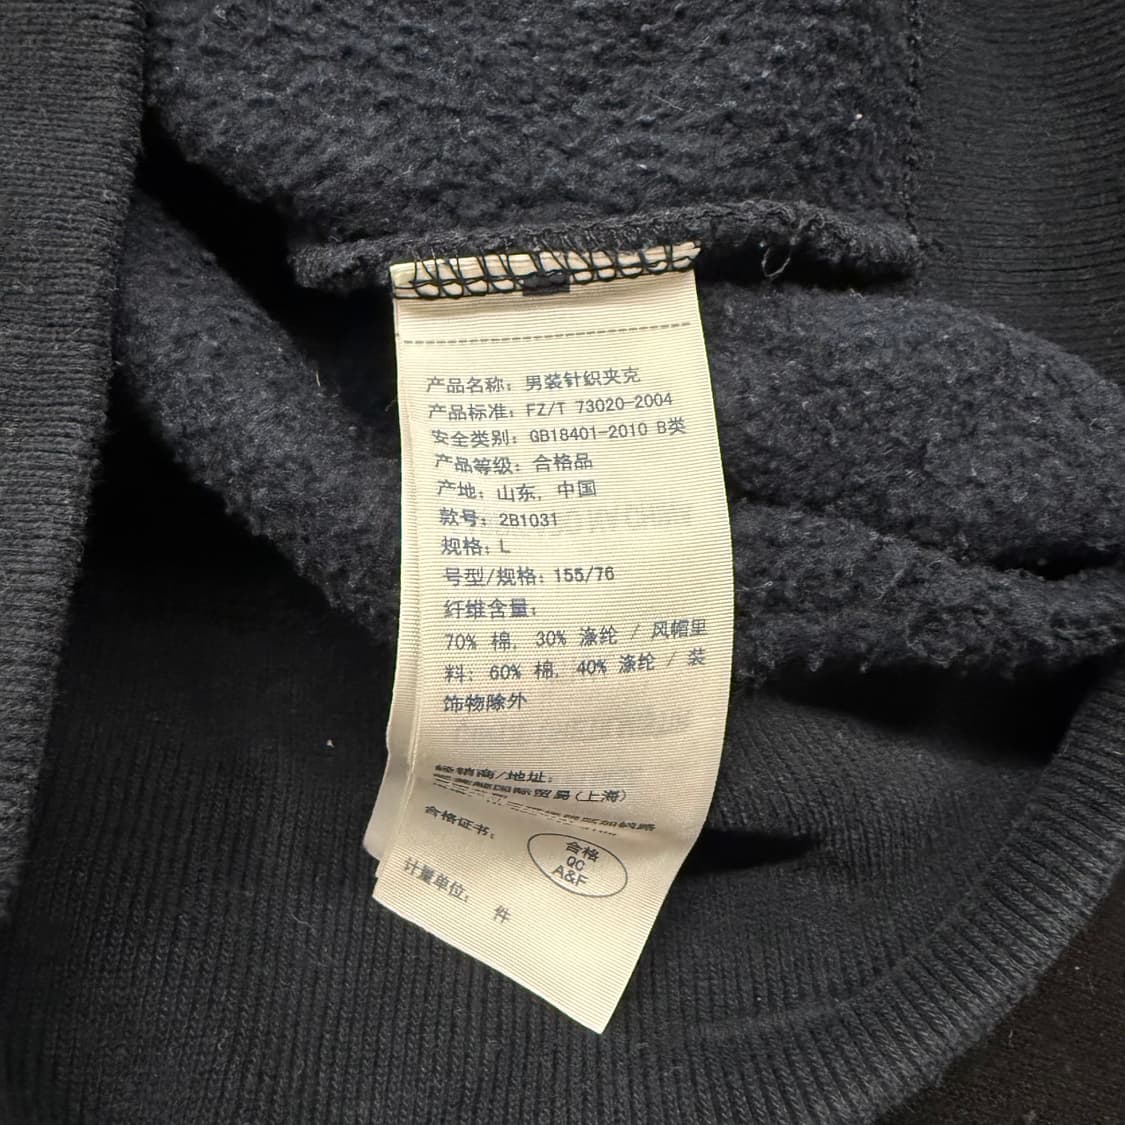 产品名称: 男装针织夹克
产品标准: FZ/T 73020-2004
安全类别: GB18401-2010 B类
产品等级: 合格品
产地: 山东, 中国
款号: 2B1031
规格: L
号型/规格: 155/76
纤维含量:
70% 棉, 30% 涤纶 / 风帽里
料: 60% 棉, 40% 涤纶 / 装
饰物除外
经销商/地址:
国际贸易(上海)
合格证书:
合格
QC
A&F
计量单位: 件